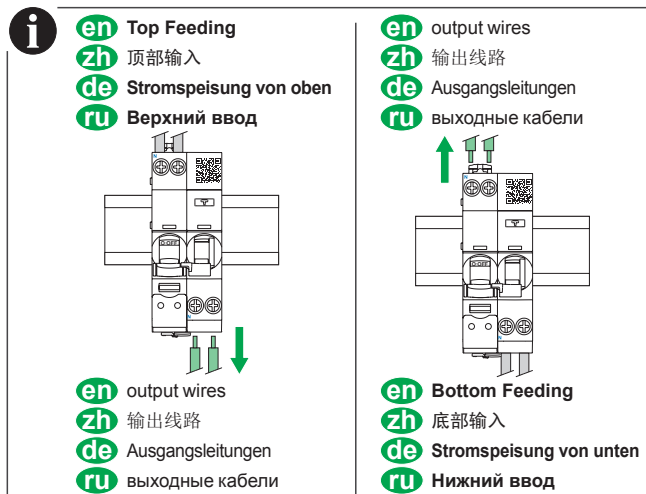 i
en Top Feeding
zh 顶部输入
de Stromspeisung von oben
ru Верхний ввод
N
O-OFF
N
en output wires
zh 输出线路
de Ausgangsleitungen
ru выходные кабели
en output wires
zh 输出线路
de Ausgangsleitungen
ru выходные кабели
N
O-OFF
N
en Bottom Feeding
zh 底部输入
de Stromspeisung von unten
ru Нижний ввод